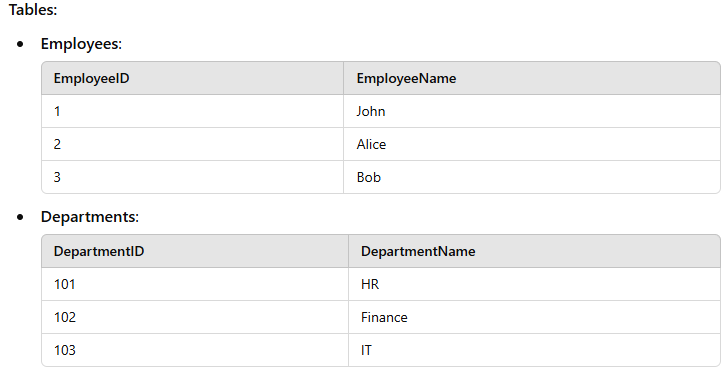 Tables:
Employees:
EmployeeID EmployeeName
1 John
2 Alice
3 Bob
Departments:
DepartmentID DepartmentName
101 HR
102 Finance
103 IT